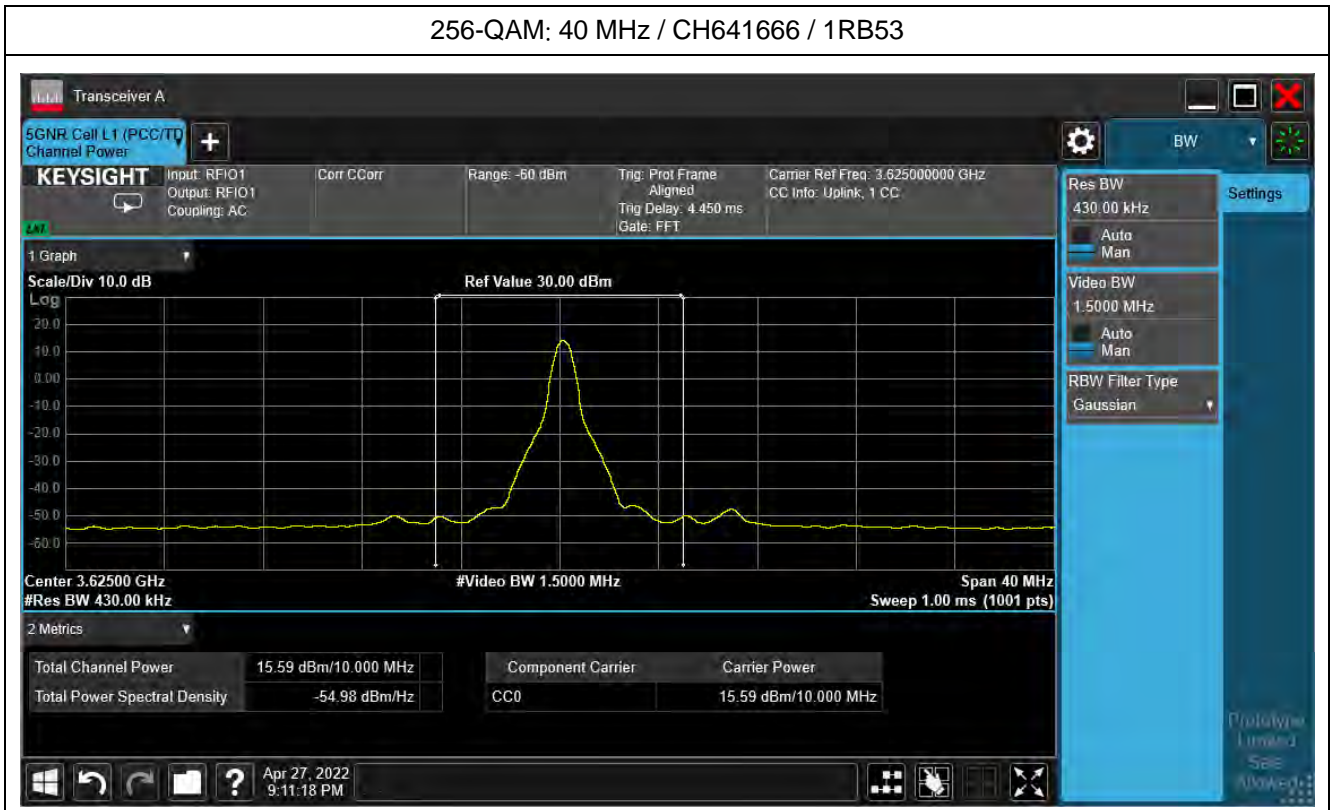 256-QAM: 40 MHz / CH641666 / 1RB53
Transceiver A
5GNR Cell L1 (PCC/TD
Channel Power
+
BW
KEYSIGHT
Input: RFIO1
Output: RFIO1
Coupling: AC
Corr CCorr
Range: -50 dBm
Trig: Prot Frame
Aligned
Trig Delay: 4.450 ms
Gate: FFT
Carrier Ref Freq: 3.625000000 GHz
CC Info: Uplink, 1 CC
1 Graph
Scale/Div 10.0 dB
Ref Value 30.00 dBm
Log
20.0
10.0
0.00
-10.0
-20.0
-30.0
-40.0
-50.0
-60.0
Center 3.62500 GHz
#Video BW 1.5000 MHz
Span 40 MHz
#Res BW 430.00 kHz
Sweep 1.00 ms (1001 pts)
2 Metrics
Total Channel Power 15.59 dBm/10.000 MHz
Total Power Spectral Density -54.98 dBm/Hz
Component Carrier Carrier Power
CC0 15.59 dBm/10.000 MHz
Res BW
430.00 kHz
Auto
Man
Video BW
1.5000 MHz
Auto
Man
RBW Filter Type
Gaussian
Settings
Prototype
Limited
Sale
Allowed
?
Apr 27, 2022
9:11:18 PM